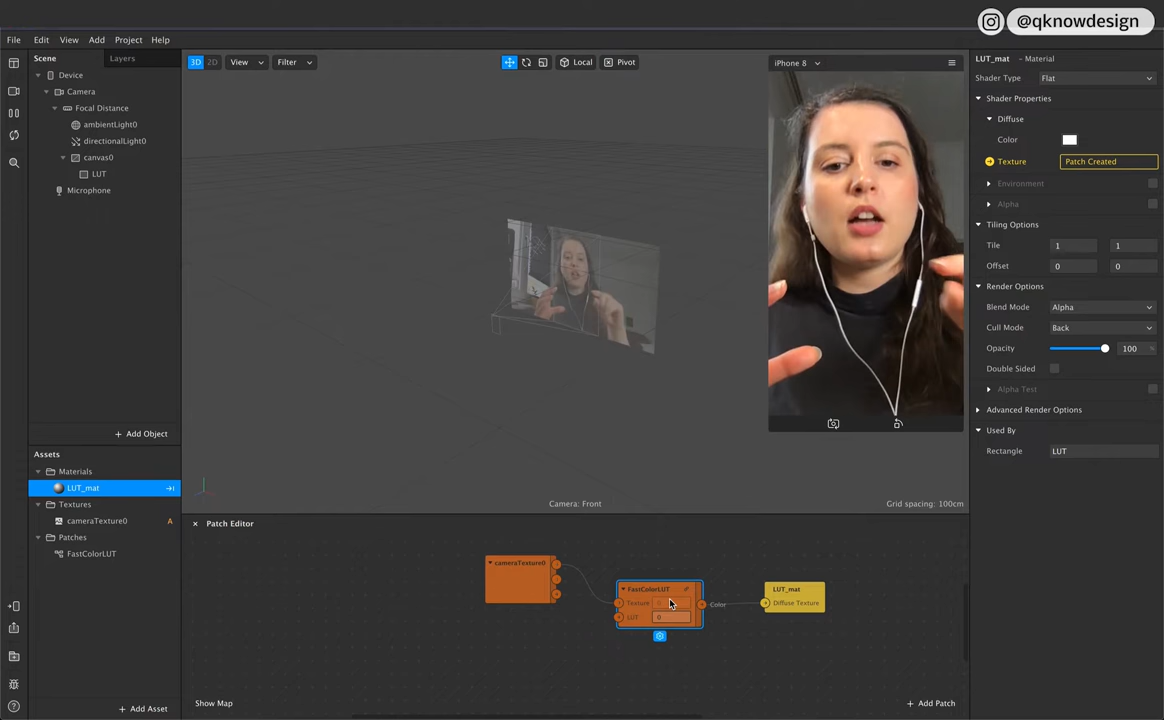 @qknowdesign
File Edit View Add Project Help
Scene Layers
Device
Camera
Focal Distance
ambientLight0
directionalLight0
canvas0
LUT
Microphone
+ Add Object
Assets
Materials
LUT_mat
Textures
cameraTexture0 A
Patches
FastColorLUT
+ Add Asset
3D 2D View Filter Local Pivot
iPhone 8
Camera: Front
Grid spacing: 100cm
× Patch Editor
cameraTexture0
FastColorLUT
Texture
LUT 0
Color
LUT_mat
Diffuse Texture
Show Map
+ Add Patch
LUT_mat - Material
Shader Type Flat
Shader Properties
Diffuse
Color
Texture Patch Created
Environment
Alpha
Tiling Options
Tile 1 1
Offset 0 0
Render Options
Blend Mode Alpha
Cull Mode Back
Opacity 100 %
Double Sided
Alpha Test
Advanced Render Options
Used By
Rectangle LUT